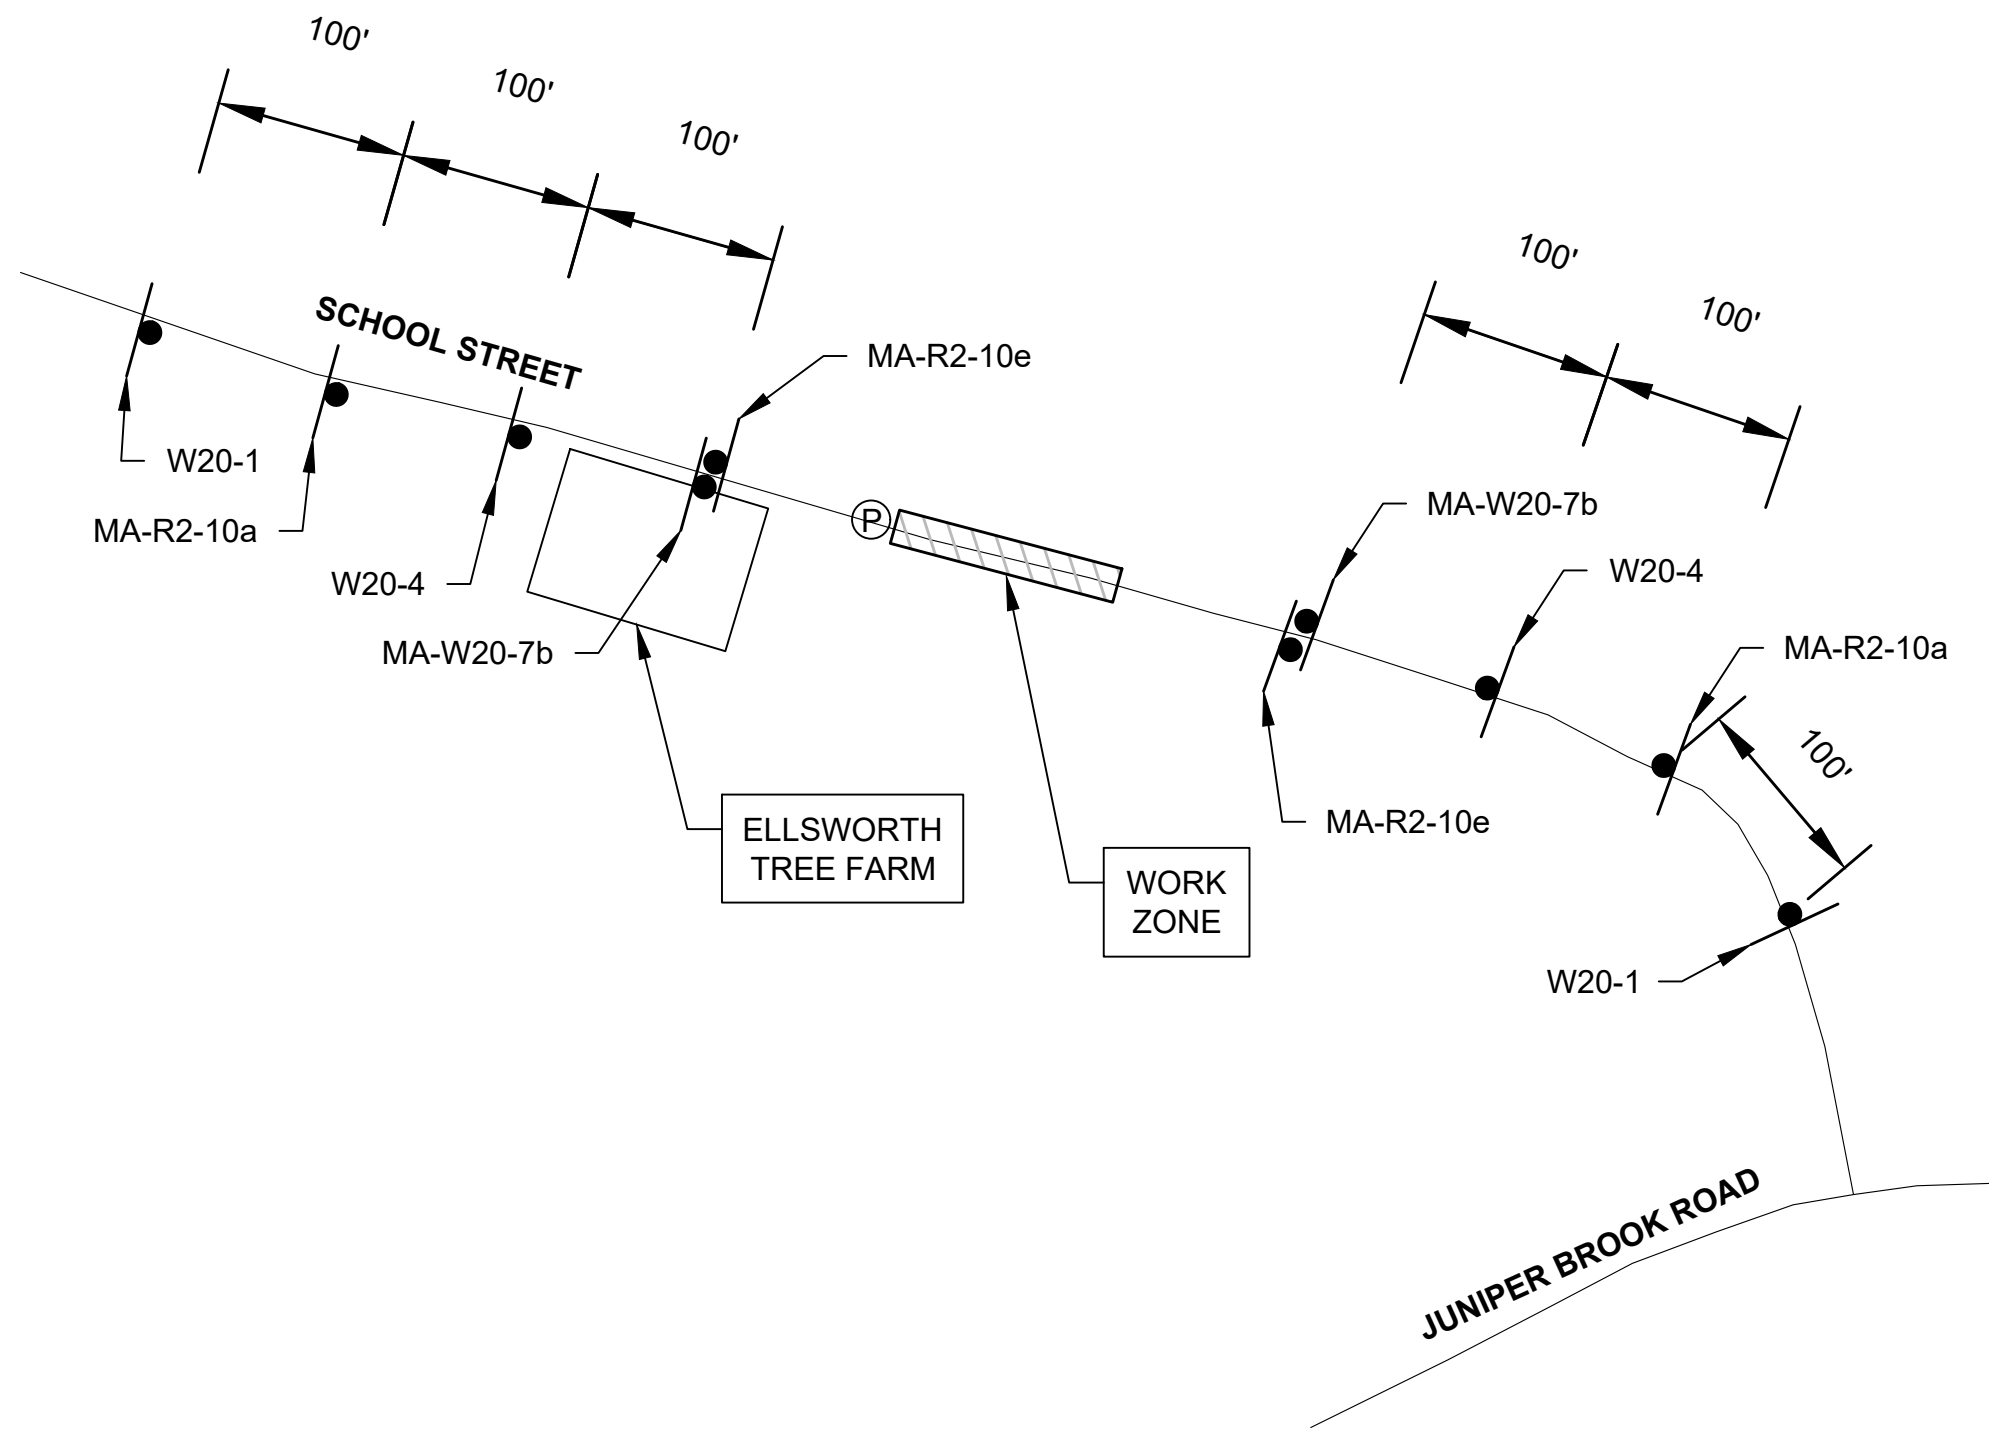 100'
100'
100'
SCHOOL STREET
100'
100'
MA-R2-10e
W20-1
MA-R2-10a
W20-4
MA-W20-7b
P
MA-W20-7b
W20-4
MA-R2-10a
100'
MA-R2-10e
ELLSWORTH
TREE FARM
WORK
ZONE
W20-1
JUNIPER BROOK ROAD